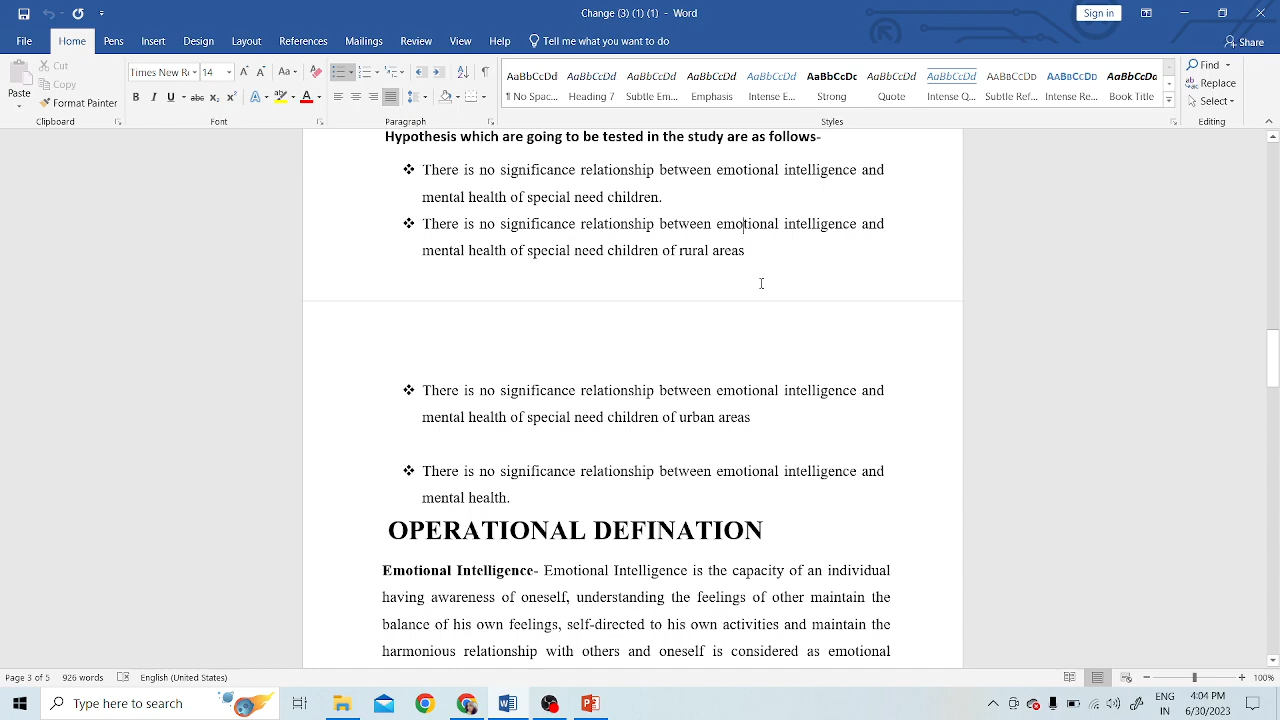 Change (3) (1) (1) - Word
Sign in
File Home Pens Insert Design Layout References Mailings Review View Help Tell me what you want to do Share
Paste Cut Copy Format Painter
Clipboard
Times New R 14
B I U abc
Font
Paragraph
AaBbCcDd AaBbCcDd AaBbCcDd AaBbCcDd AaBbCcDd AaBbCcDc AaBbCcDd AaBbCcDd AaBbCcDd AaBbCcDd AaBbCcDd
¶ No Spac... Heading 7 Subtle Em... Emphasis Intense E... Strong Quote Intense Q... Subtle Ref... Intense Re... Book Title
Styles
Find
Replace
Select
Editing
Hypothesis which are going to be tested in the study are as follows-
❖ There is no significance relationship between emotional intelligence and
mental health of special need children.
❖ There is no significance relationship between emotional intelligence and
mental health of special need children of rural areas
❖ There is no significance relationship between emotional intelligence and
mental health of special need children of urban areas
❖ There is no significance relationship between emotional intelligence and
mental health.
OPERATIONAL DEFINATION
Emotional Intelligence- Emotional Intelligence is the capacity of an individual
having awareness of oneself, understanding the feelings of other maintain the
balance of his own feelings, self-directed to his own activities and maintain the
harmonious relationship with others and oneself is considered as emotional
Page 3 of 5 926 words English (United States) 100%
Type here to search
ENG
IN
4:04 PM
6/30/2023